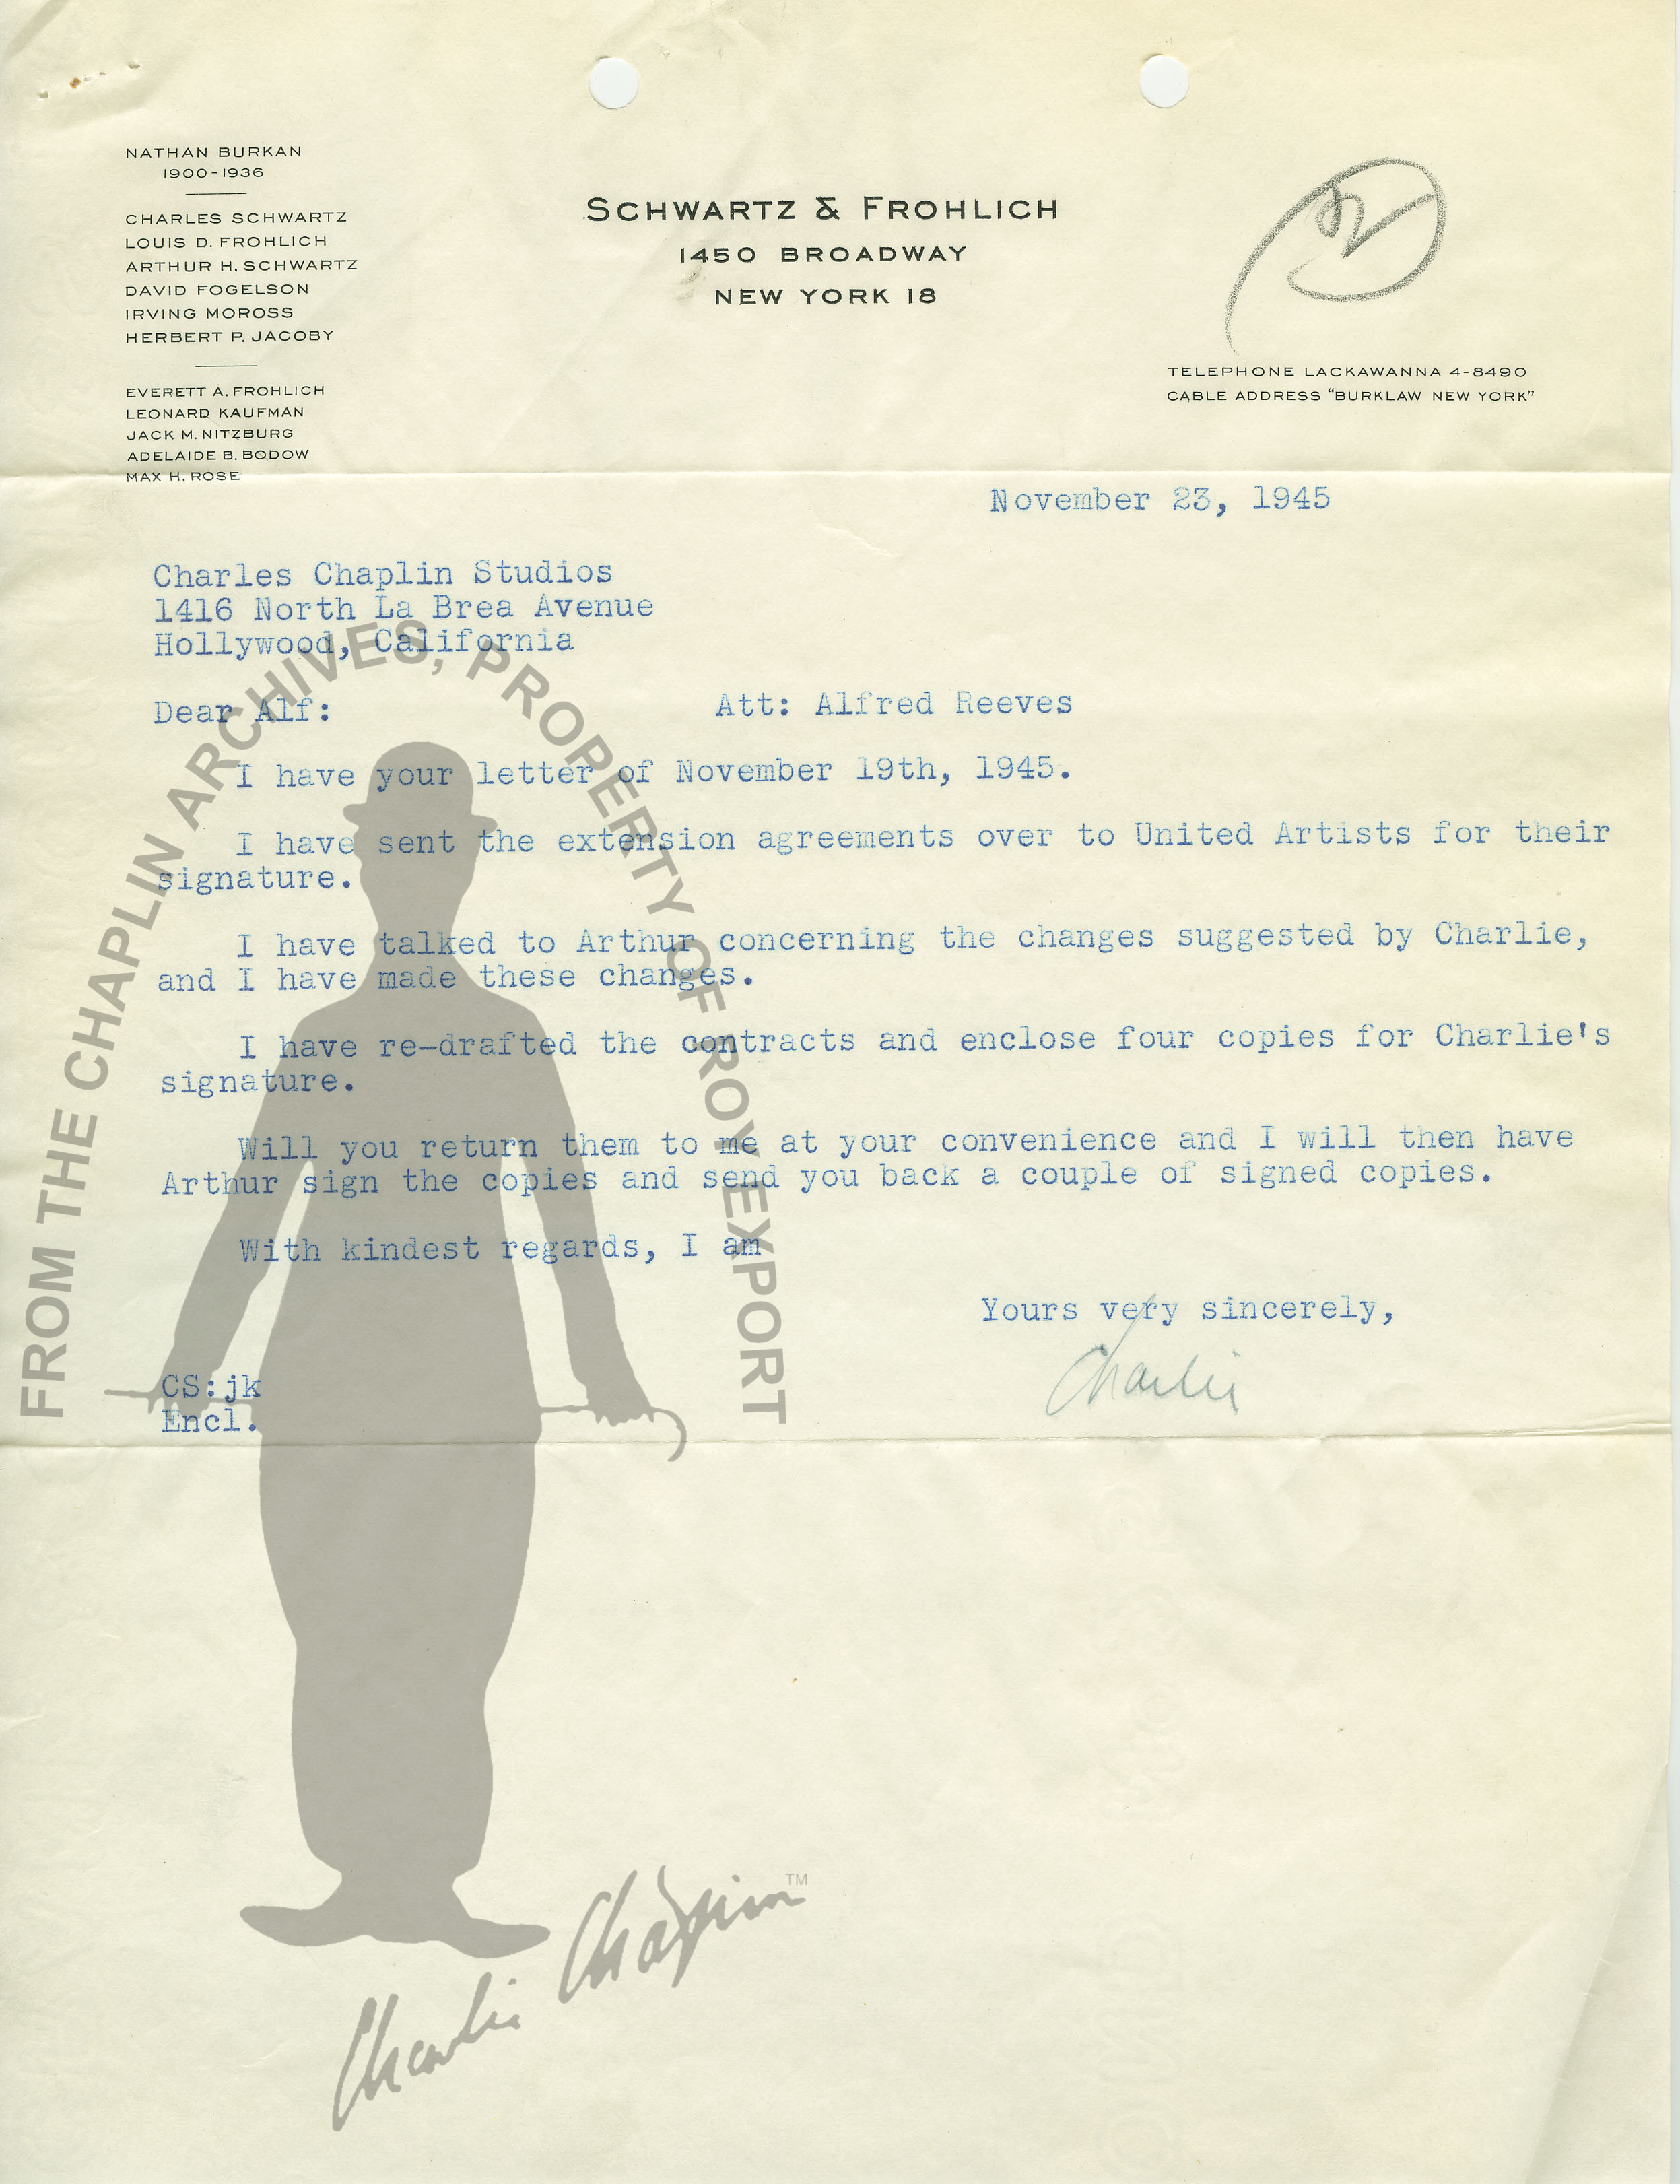 NATHAN BURKAN
1900-1936
CHARLES SCHWARTZ
LOUIS D. FROHLICH
ARTHUR H. SCHWARTZ
DAVID FOGELSON
IRVING MOROSS
HERBERT P. JACOBY
EVERETT A. FROHLICH
LEONARD KAUFMAN
JACK M. NITZBURG
ADELAIDE B. BODOW
MAX H. ROSE
SCHWARTZ & FROHLICH
1450 BROADWAY
NEW YORK 18
TELEPHONE LACKAWANNA 4-8490
CABLE ADDRESS “BURKLAW NEW YORK”
November 23, 1945
Charles Chaplin Studios
1416 North La Brea Avenue
Hollywood, California
Dear Alf: Att: Alfred Reeves
I have your letter of November 19th, 1945.
I have sent the extension agreements over to United Artists for their
signature.
I have talked to Arthur concerning the changes suggested by Charlie,
and I have made these changes.
I have re-drafted the contracts and enclose four copies for Charlie's
signature.
Will you return them to me at your convenience and I will then have
Arthur sign the copies and send you back a couple of signed copies.
With kindest regards, I am
Yours very sincerely,
Charlie
CS:jk
Encl.
FROM THE CHAPLIN ARCHIVES, PROPERTY OF ROY EXPORT
Charlie Chaplin™